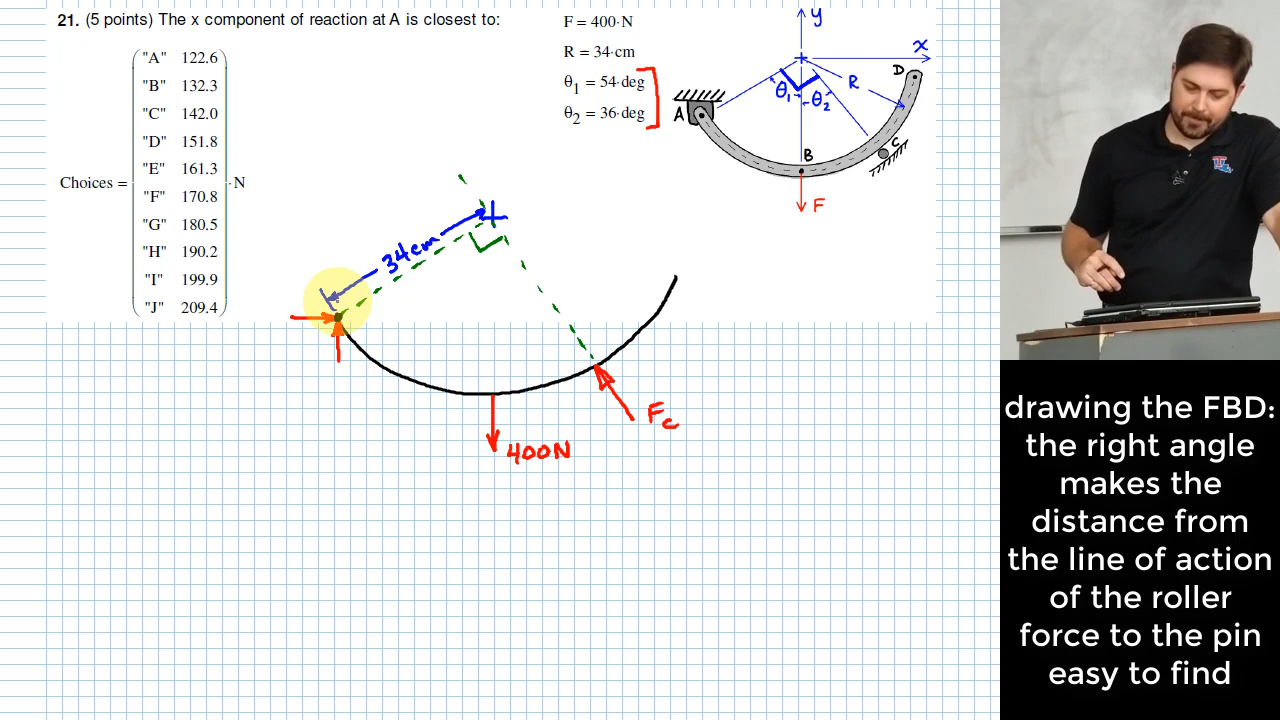 21. (5 points) The x component of reaction at A is closest to:
Choices =
"A" 122.6
"B" 132.3
"C" 142.0
"D" 151.8
"E" 161.3
"F" 170.8
"G" 180.5
"H" 190.2
"I" 199.9
"J" 209.4
·N
F = 400·N
R = 34·cm
θ1 = 54·deg
θ2 = 36·deg
y
x
D
R
θ1
θ2
A
C
B
F
34cm
Fc
400N
drawing the FBD:
the right angle
makes the
distance from
the line of action
of the roller
force to the pin
easy to find